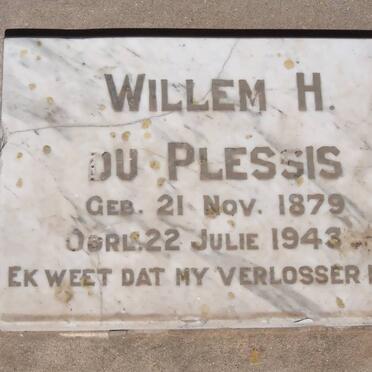 WILLEM H.
DU PLESSIS
GEB. 21 NOV. 1879
OORL. 22 JULIE 1943
EK WEET DAT MY VERLOSSER